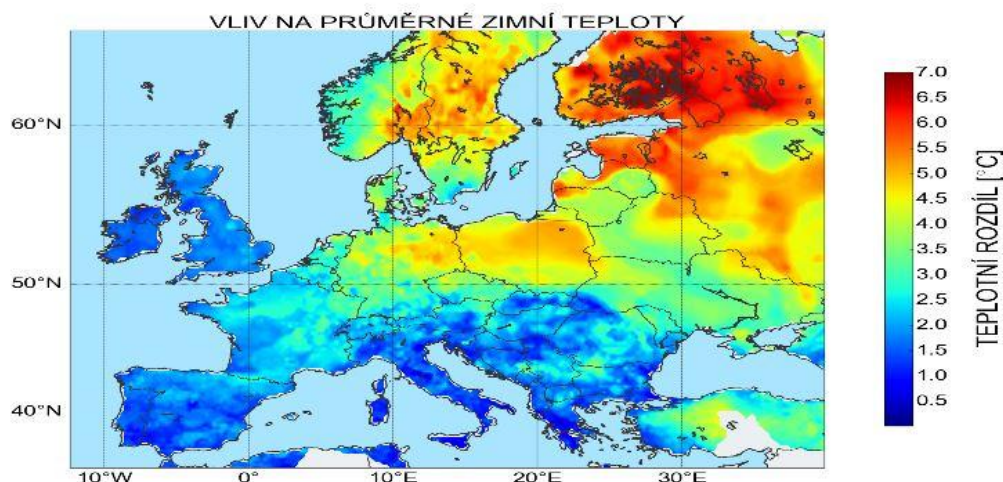 VLIV NA PRŮMĚRNÉ ZIMNÍ TEPLOTY
60°N
50°N
40°N
10°W
0°
10°E
20°E
30°E
7.0
6.5
6.0
5.5
5.0
4.5
4.0
3.5
3.0
2.5
2.0
1.5
1.0
0.5
TEPLOTNÍ ROZDÍL [°C]